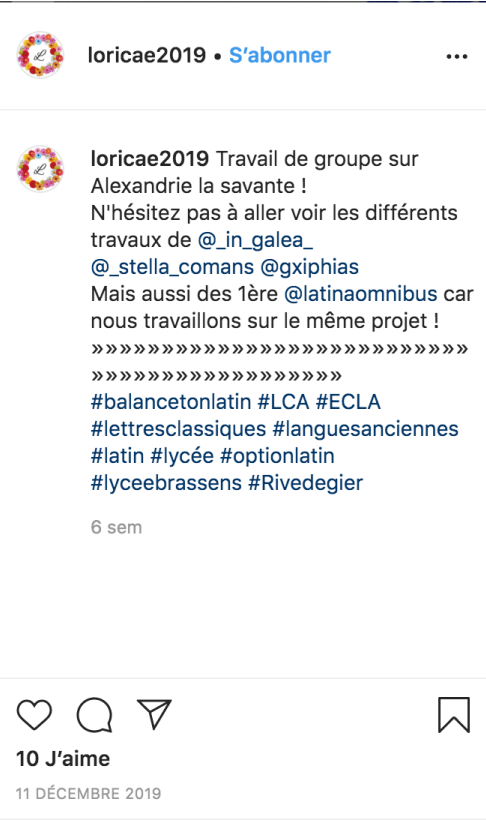 loricae2019 • S'abonner
loricae2019 Travail de groupe sur
Alexandrie la savante !
N'hésitez pas à aller voir les différents
travaux de @_in_galea_
@_stella_comans @gxiphias
Mais aussi des 1ère @latinaomnibus car
nous travaillons sur le même projet !
»»»»»»»»»»»»»»»»»»»»»»»»»»»
»»»»»»»»»»»»»»»»»»
#balancetonlatin #LCA #ECLA
#lettresclassiques #languesanciennes
#latin #lycée #optionlatin
#lyceebrassens #Rivedegier
6 sem
10 J'aime
11 DÉCEMBRE 2019